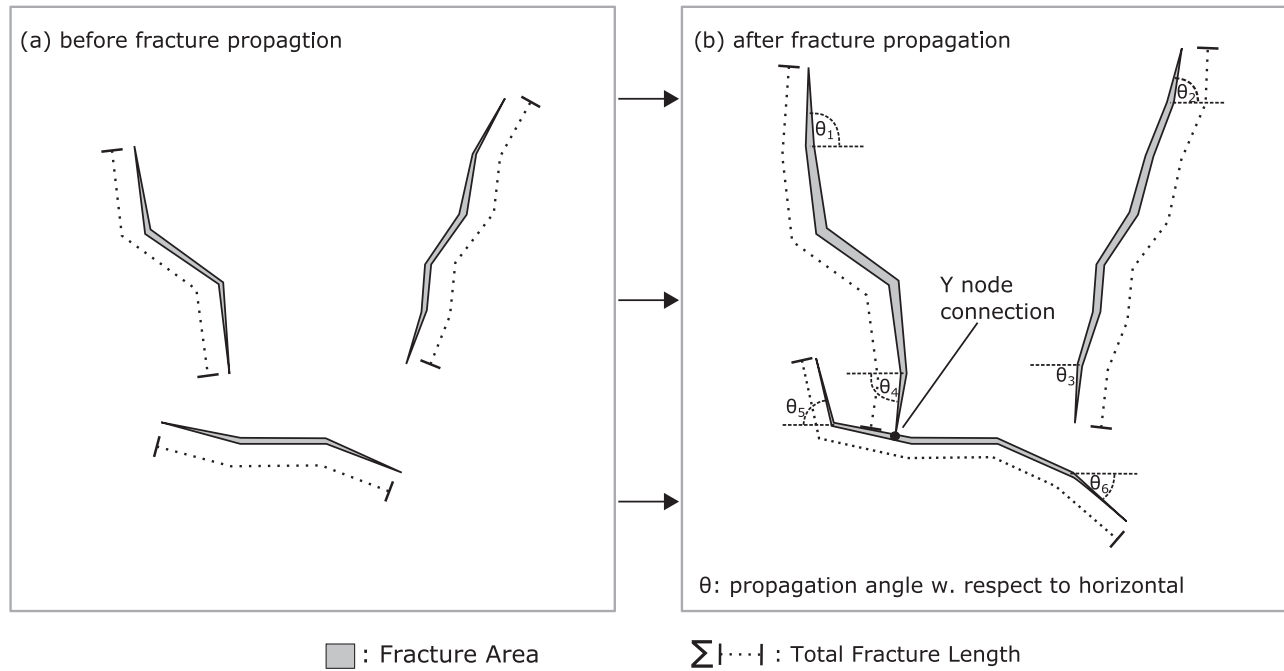 (a) before fracture propagtion
(b) after fracture propagation
θ1
θ2
Y node
connection
θ3
θ4
θ5
θ6
θ: propagation angle w. respect to horizontal
: Fracture Area
Σ : Total Fracture Length